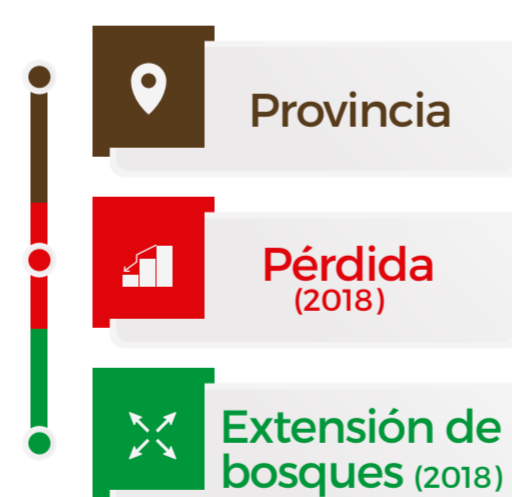 Provincia
Pérdida
(2018)
Extensión de
bosques (2018)